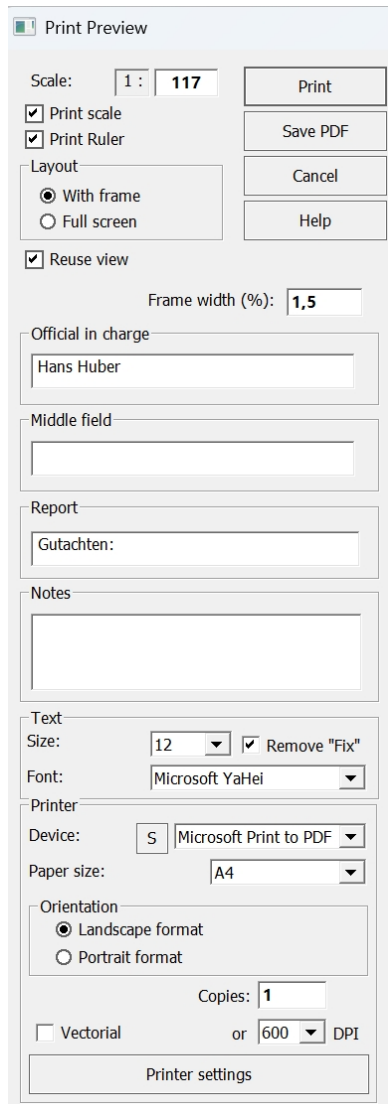 Print Preview
Scale: 1 : 117
Print
Print scale
Save PDF
Print Ruler
Layout
Cancel
With frame
Full screen
Help
Reuse view
Frame width (%): 1,5
Official in charge
Hans Huber
Middle field
Report
Gutachten:
Notes
Text
Size: 12 Remove "Fix"
Font: Microsoft YaHei
Printer
Device: S Microsoft Print to PDF
Paper size: A4
Orientation
Landscape format
Portrait format
Copies: 1
Vectorial or 600 DPI
Printer settings